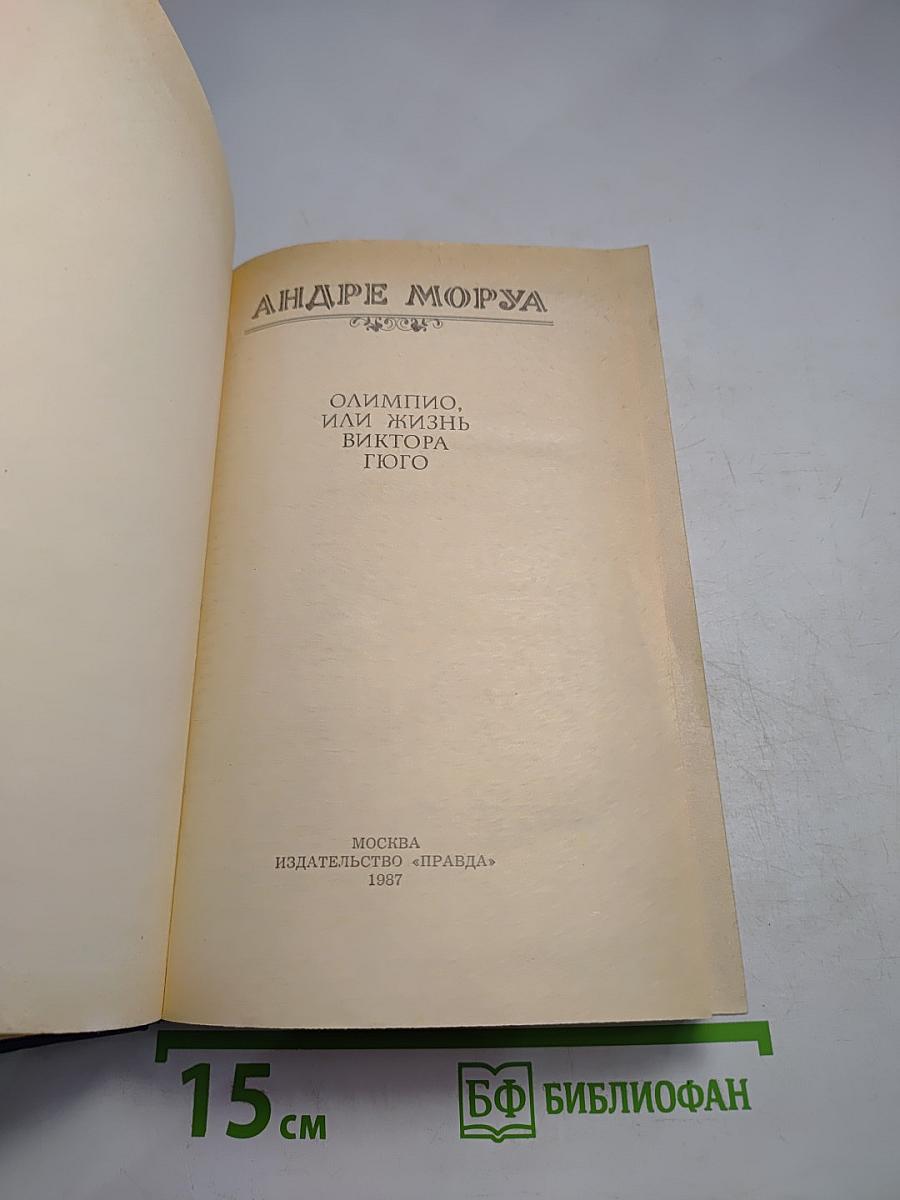 АНДРЕ МОРУА
ОЛИМПИО,
ИЛИ ЖИЗНЬ
ВИКТОРА
ГЮГО
МОСКВА
ИЗДАТЕЛЬСТВО «ПРАВДА»
1987
15 см
БФ БИБЛИОФАН